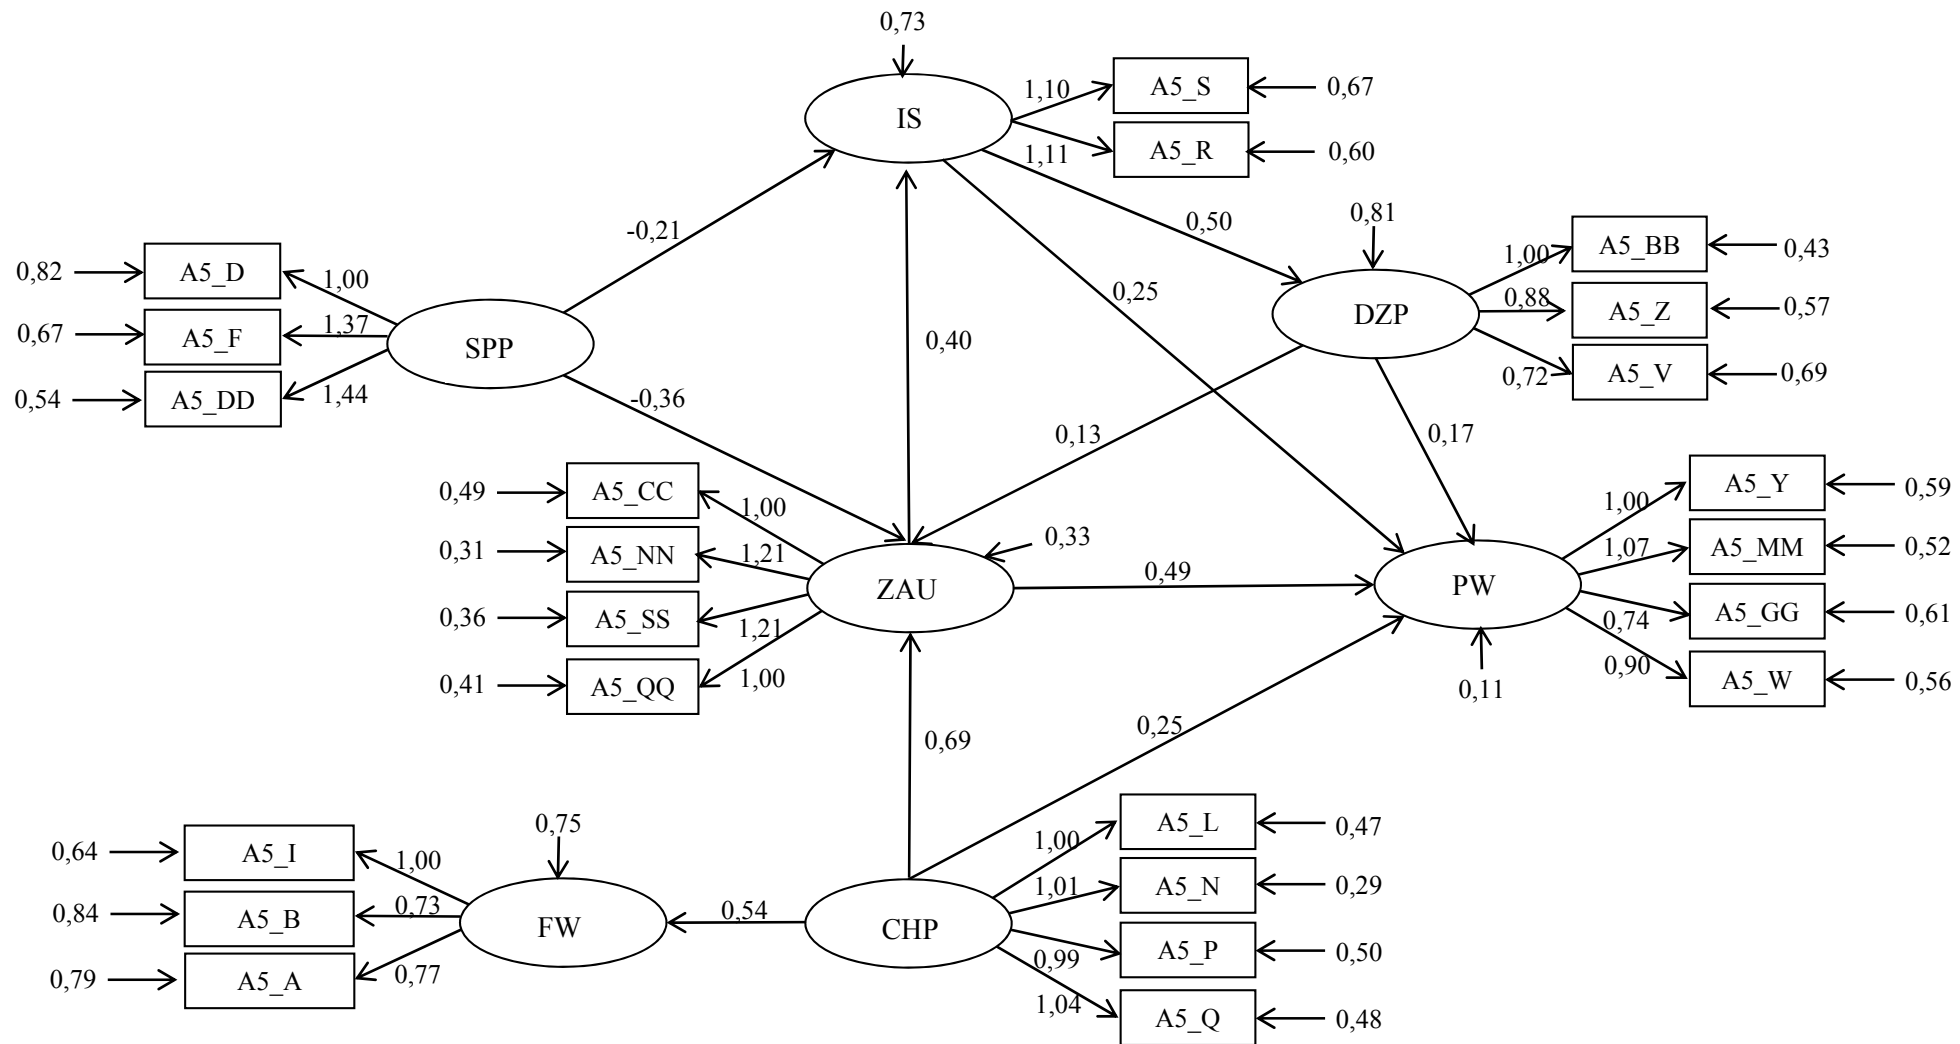 0,73
IS
1,10
A5_S
0,67
1,11
A5_R
0,60
-0,21
0,50
0,81
DZP
1,00
A5_BB
0,43
0,88
A5_Z
0,57
0,72
A5_V
0,69
0,82
A5_D
1,00
0,67
A5_F
1,37
0,54
A5_DD
1,44
SPP
0,25
0,40
-0,36
0,13
0,17
0,49
A5_CC
1,00
0,31
A5_NN
1,21
0,36
A5_SS
1,21
0,41
A5_QQ
1,00
ZAU
0,33
0,49
PW
0,11
1,00
A5_Y
0,59
1,07
A5_MM
0,52
0,74
A5_GG
0,61
0,90
A5_W
0,56
0,69
0,25
0,64
A5_I
1,00
0,84
A5_B
0,73
0,79
A5_A
0,77
0,75
FW
0,54
CHP
1,00
A5_L
0,47
1,01
A5_N
0,29
0,99
A5_P
0,50
1,04
A5_Q
0,48